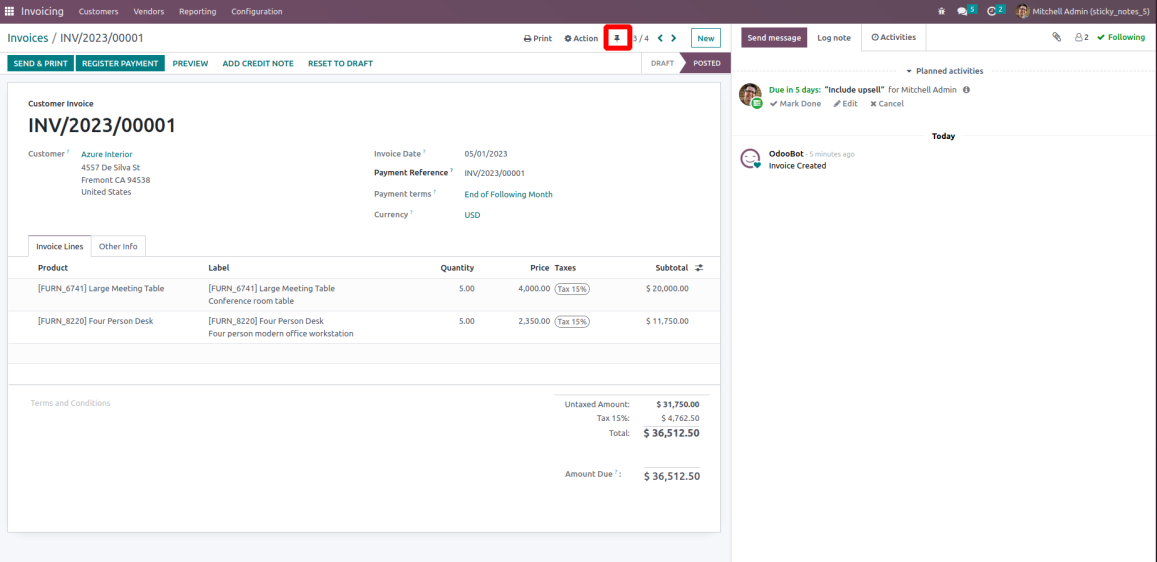 Invoicing Customers Vendors Reporting Configuration 5 2 Mitchell Admin (sticky_notes_5)
Invoices / INV/2023/00001 Print Action 3 / 4 New
SEND & PRINT REGISTER PAYMENT PREVIEW ADD CREDIT NOTE RESET TO DRAFT DRAFT POSTED
Customer Invoice
INV/2023/00001
Customer ? Azure Interior
4557 De Silva St
Fremont CA 94538
United States
Invoice Date ? 05/01/2023
Payment Reference ? INV/2023/00001
Payment terms ? End of Following Month
Currency ? USD
Invoice Lines Other Info
Product Label Quantity Price Taxes Subtotal
[FURN_6741] Large Meeting Table [FURN_6741] Large Meeting Table 5.00 4,000.00 Tax 15% $ 20,000.00
Conference room table
[FURN_8220] Four Person Desk [FURN_8220] Four Person Desk 5.00 2,350.00 Tax 15% $ 11,750.00
Four person modern office workstation
Terms and Conditions
Untaxed Amount: $ 31,750.00
Tax 15%: $ 4,762.50
Total: $ 36,512.50
Amount Due ? : $ 36,512.50
Send message Log note Activities 2 Following
Planned activities
Due in 5 days: "Include upsell" for Mitchell Admin
Mark Done Edit Cancel
Today
OdooBot - 5 minutes ago
Invoice Created